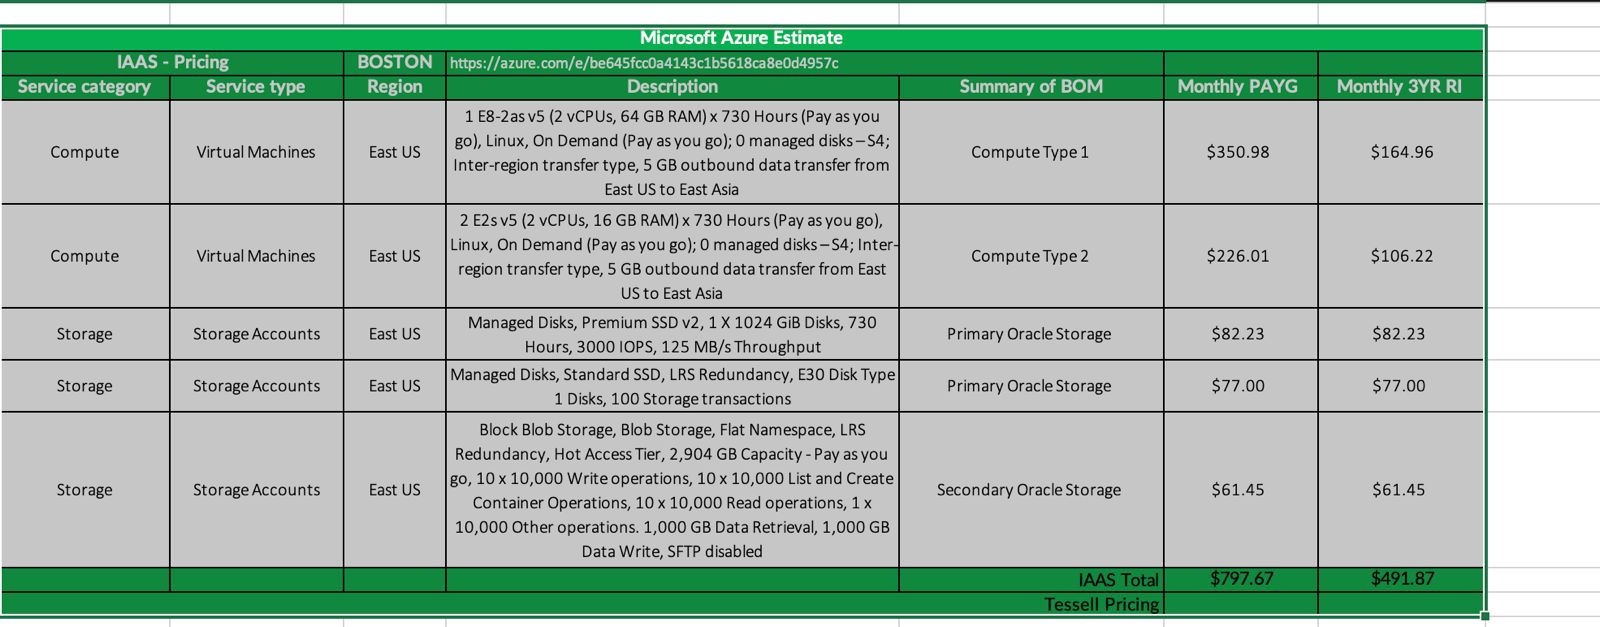 Microsoft Azure Estimate
IAAS - Pricing BOSTON https://azure.com/e/be645fcc0a4143c1b5618ca8e0d4957c
Service category Service type Region Description Summary of BOM Monthly PAYG Monthly 3YR RI
1 E8-2as v5 (2 vCPUs, 64 GB RAM) x 730 Hours (Pay as you
go), Linux, On Demand (Pay as you go); 0 managed disks – S4;
Compute Virtual Machines East US Inter-region transfer type, 5 GB outbound data transfer from Compute Type 1 $350.98 $164.96
East US to East Asia
2 E2s v5 (2 vCPUs, 16 GB RAM) x 730 Hours (Pay as you go),
Linux, On Demand (Pay as you go); 0 managed disks – S4; Inter-
Compute Virtual Machines East US region transfer type, 5 GB outbound data transfer from East Compute Type 2 $226.01 $106.22
US to East Asia
Managed Disks, Premium SSD v2, 1 X 1024 GiB Disks, 730
Storage Storage Accounts East US Hours, 3000 IOPS, 125 MB/s Throughput Primary Oracle Storage $82.23 $82.23
Managed Disks, Standard SSD, LRS Redundancy, E30 Disk Type
Storage Storage Accounts East US 1 Disks, 100 Storage transactions Primary Oracle Storage $77.00 $77.00
Block Blob Storage, Blob Storage, Flat Namespace, LRS
Redundancy, Hot Access Tier, 2,904 GB Capacity - Pay as you
go, 10 x 10,000 Write operations, 10 x 10,000 List and Create
Storage Storage Accounts East US Container Operations, 10 x 10,000 Read operations, 1 x Secondary Oracle Storage $61.45 $61.45
10,000 Other operations. 1,000 GB Data Retrieval, 1,000 GB
Data Write, SFTP disabled
IAAS Total $797.67 $491.87
Tessell Pricing